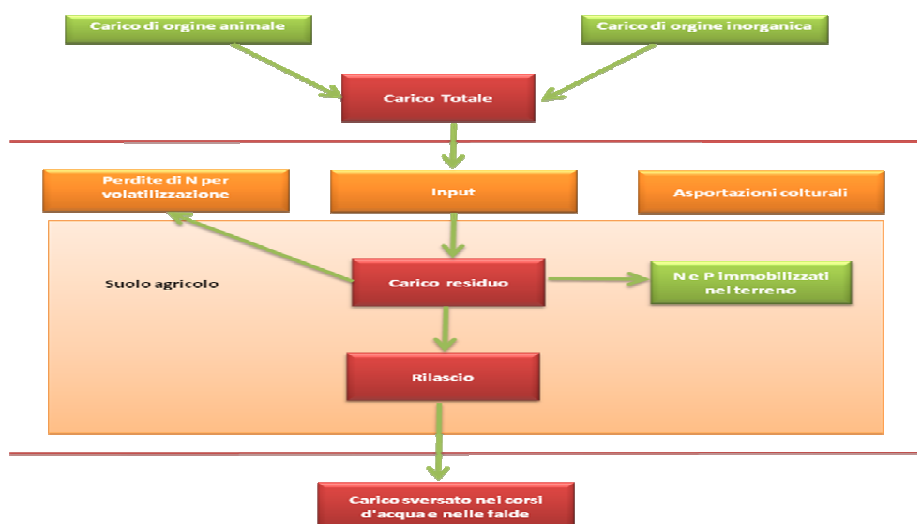 Carico di orgine animale
Carico di orgine inorganica
Carico Totale
Perdite di N per
volatilizzazione
Input
Asportazioni colturali
Suolo agricolo
Carico residuo
N e P immobilizzati
nel terreno
Rilascio
Carico sversato nei corsi
d'acqua e nelle falde